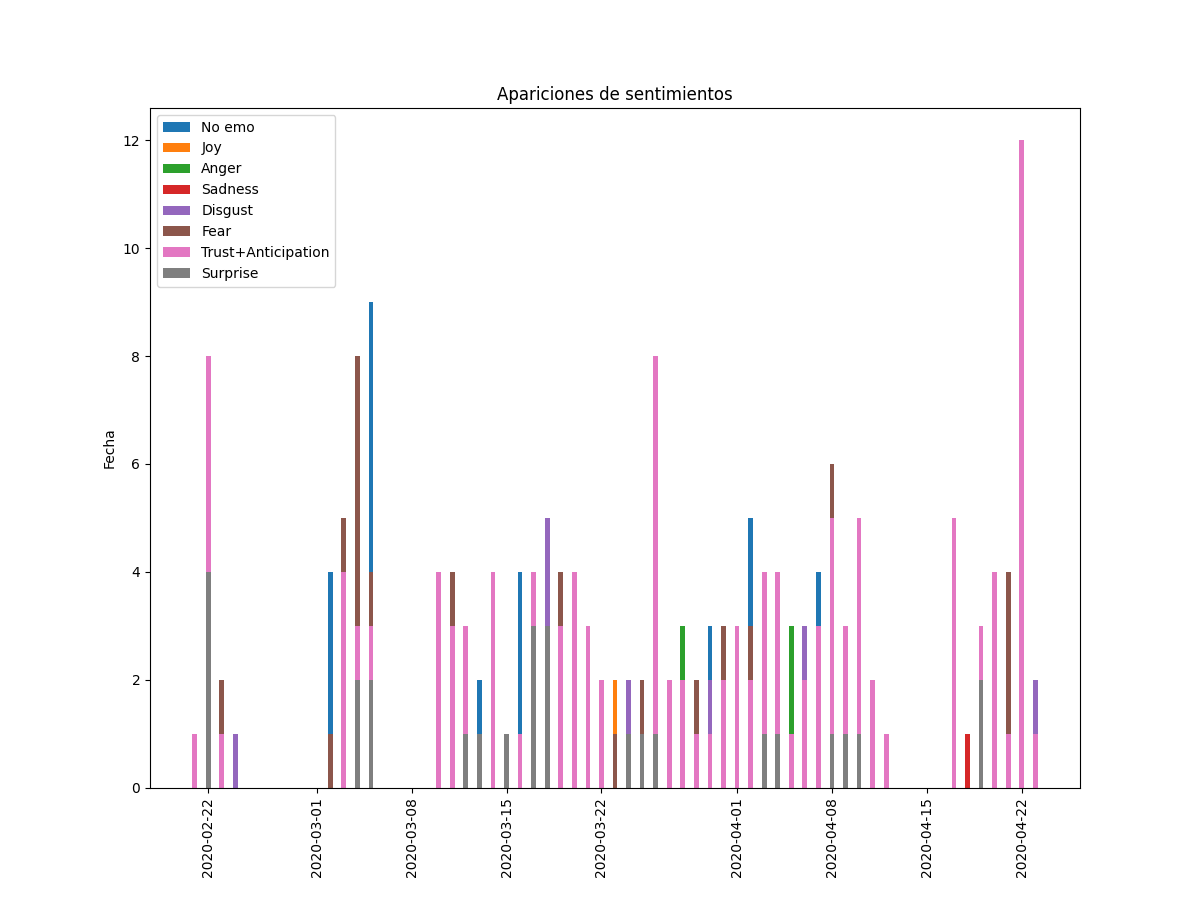 Apariciones de sentimientos
No emo
Joy
Anger
Sadness
Disgust
Fear
Trust+Anticipation
Surprise
Fecha
12
10
8
6
4
2
0
2020-02-22
2020-03-01
2020-03-08
2020-03-15
2020-03-22
2020-04-01
2020-04-08
2020-04-15
2020-04-22